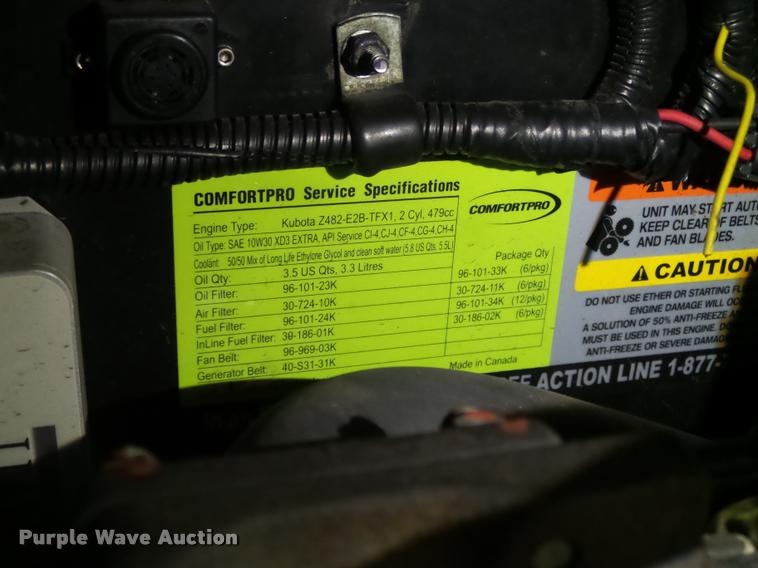 COMFORTPRO Service Specifications
Engine Type: Kubota Z482-E2B-TFX1, 2 Cyl, 479cc
Oil Type: SAE 10W30 XD3 EXTRA, API Service CI-4,CJ-4,CF-4,CG-4,CH-4
Coolant: 50/50 Mix of Long Life Ethylone Glycol and clean soft water (5.8 US Qts, 5.5L)
Oil Qty: 3.5 US Qts, 3.3 Litres Package Qty
Oil Filter: 96-101-23K 96-101-33K (6/pkg)
Air Filter: 30-724-10K 30-724-11K (6/pkg)
Fuel Filter: 96-101-24K 96-101-34K (12/pkg)
InLine Fuel Filter: 30-186-01K 30-186-02K (6/pkg)
Fan Belt: 96-969-03K
Generator Belt: 40-S31-31K
Made in Canada
COMFORTPRO
UNIT MAY START AUTO
KEEP CLEAR OF BELTS
AND FAN BLADES.
CAUTION
DO NOT USE ETHER OR STARTING FL
ENGINE DAMAGE WILL OCC
A SOLUTION OF 50% ANTI-FREEZE AN
MUST BE USED IN THIS ENGINE. DO
ANTI-FREEZE OR SEVERE DAMAG
ACTION LINE 1-877-
Purple Wave Auction